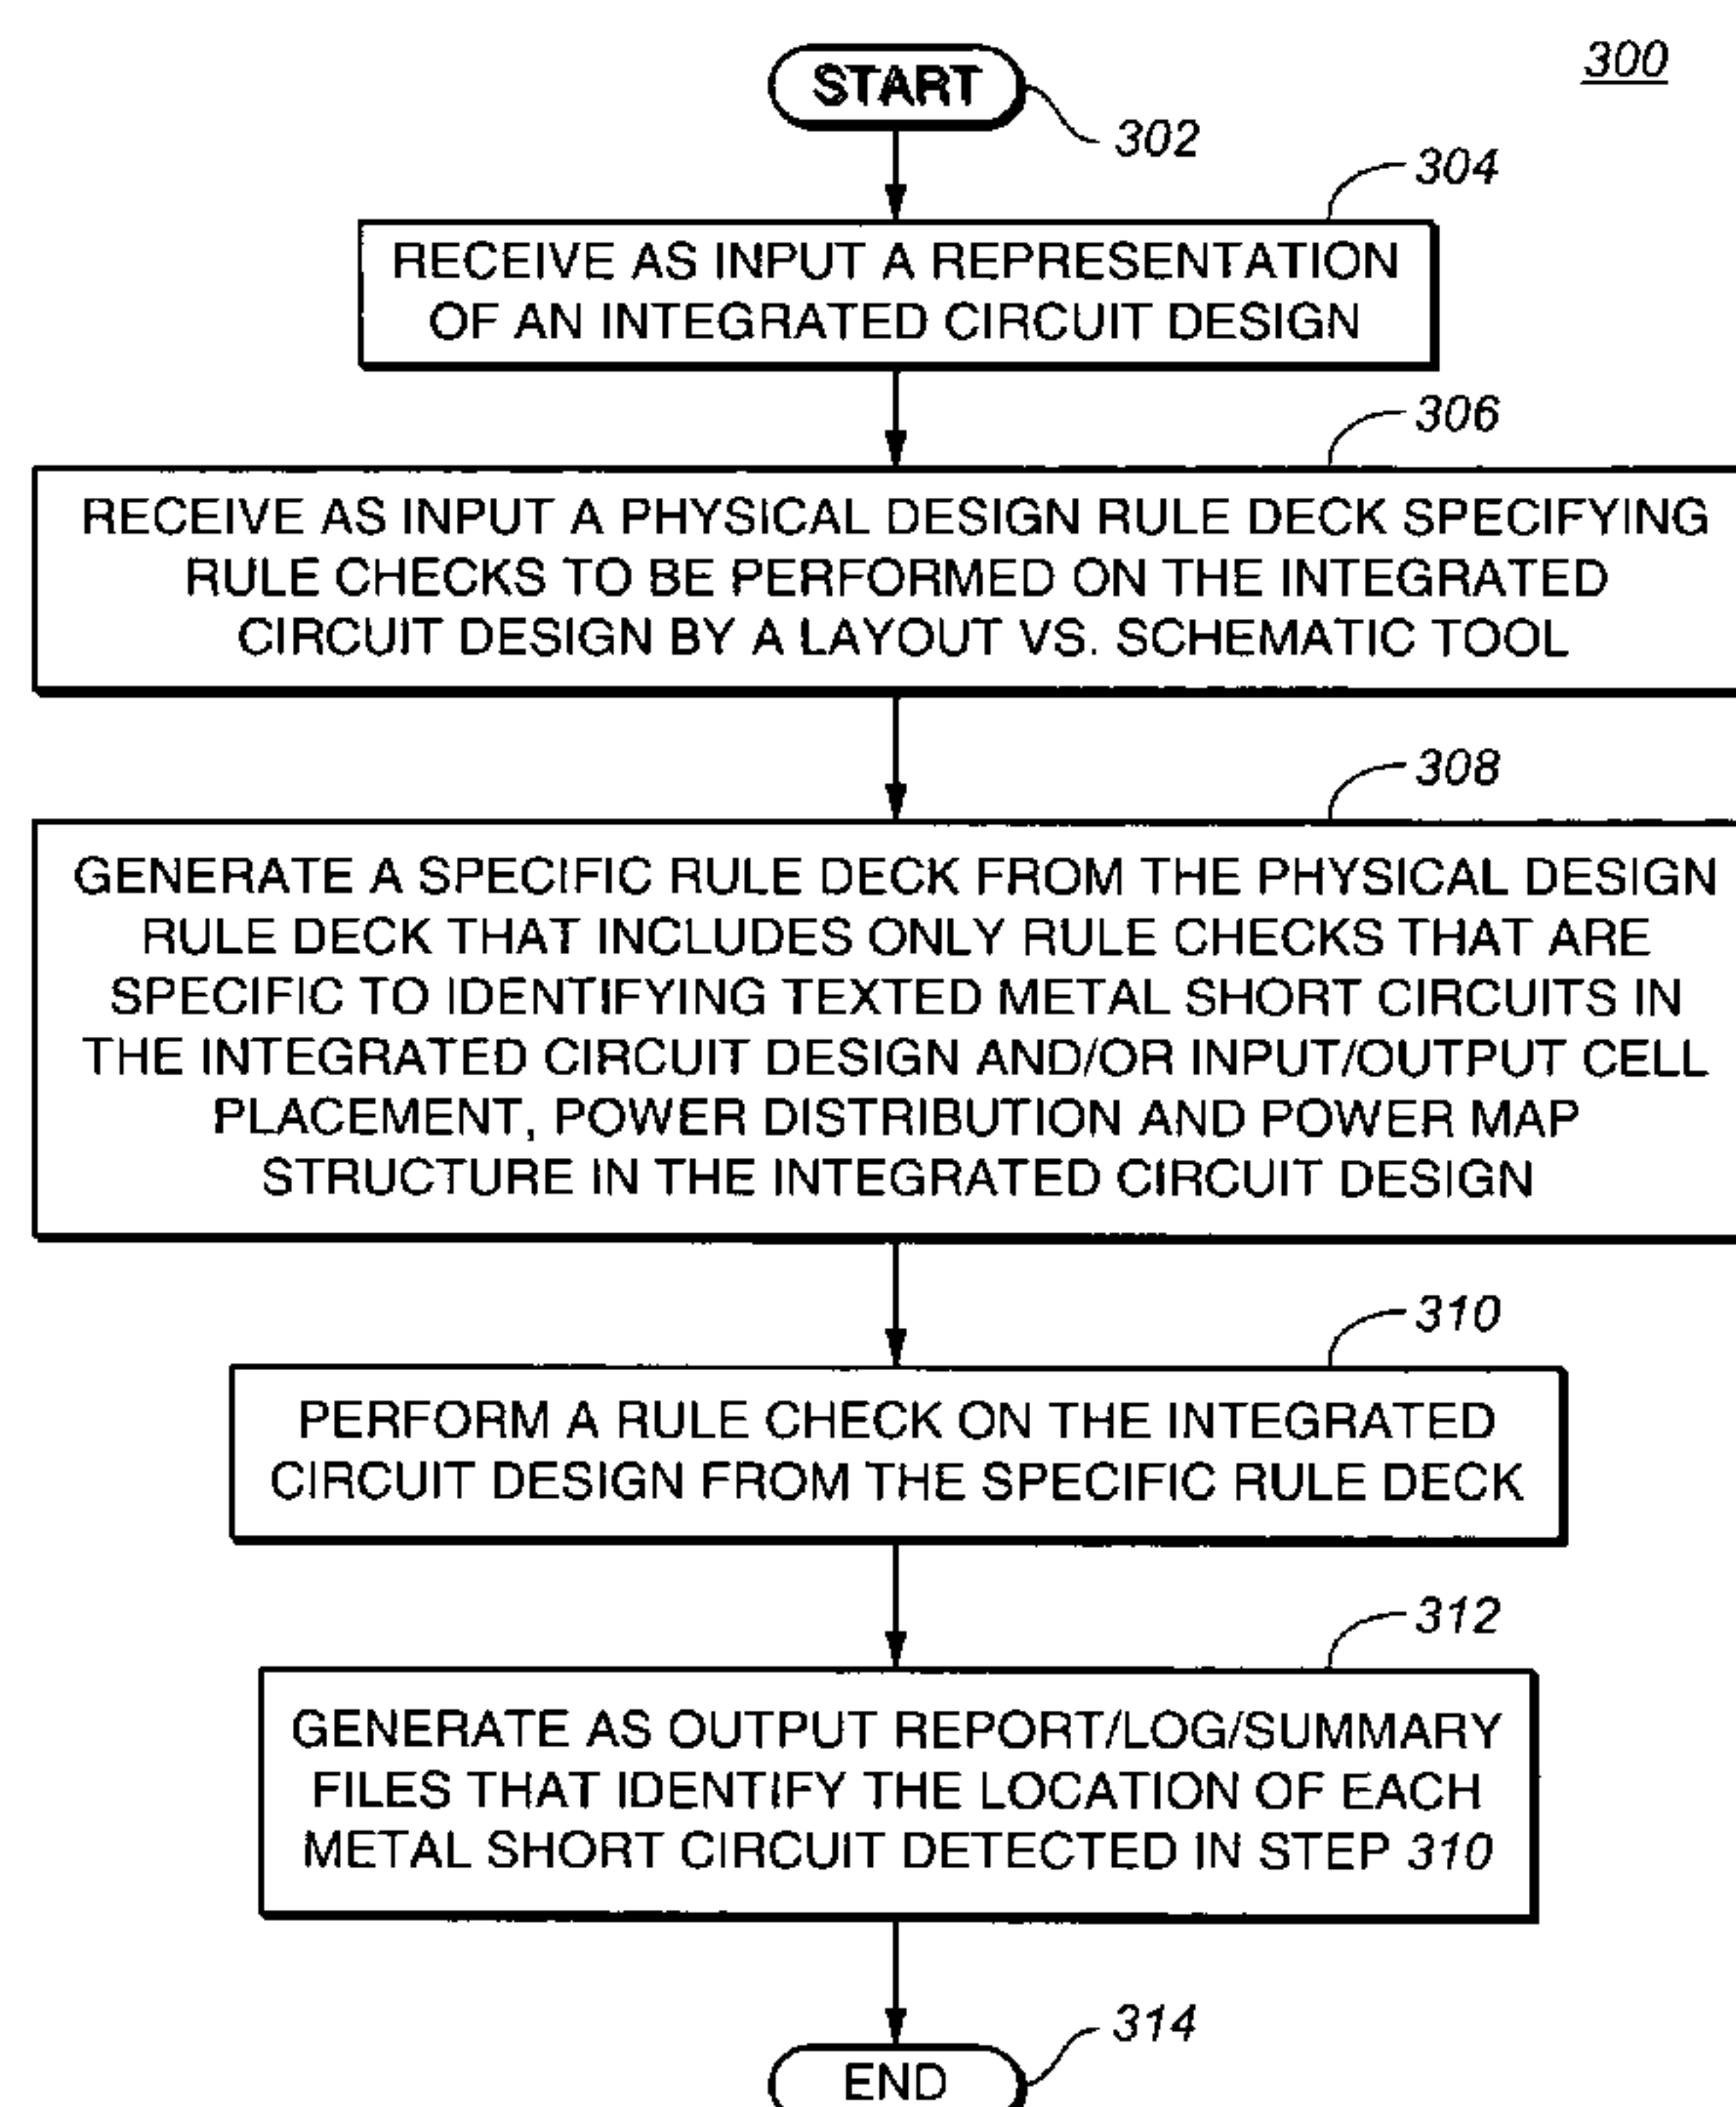 300
START
302
304
RECEIVE AS INPUT A REPRESENTATION
OF AN INTEGRATED CIRCUIT DESIGN
306
RECEIVE AS INPUT A PHYSICAL DESIGN RULE DECK SPECIFYING
RULE CHECKS TO BE PERFORMED ON THE INTEGRATED
CIRCUIT DESIGN BY A LAYOUT VS. SCHEMATIC TOOL
308
GENERATE A SPECIFIC RULE DECK FROM THE PHYSICAL DESIGN
RULE DECK THAT INCLUDES ONLY RULE CHECKS THAT ARE
SPECIFIC TO IDENTIFYING TEXTED METAL SHORT CIRCUITS IN
THE INTEGRATED CIRCUIT DESIGN AND/OR INPUT/OUTPUT CELL
PLACEMENT, POWER DISTRIBUTION AND POWER MAP
STRUCTURE IN THE INTEGRATED CIRCUIT DESIGN
310
PERFORM A RULE CHECK ON THE INTEGRATED
CIRCUIT DESIGN FROM THE SPECIFIC RULE DECK
312
GENERATE AS OUTPUT REPORT/LOG/SUMMARY
FILES THAT IDENTIFY THE LOCATION OF EACH
METAL SHORT CIRCUIT DETECTED IN STEP 310
314
END